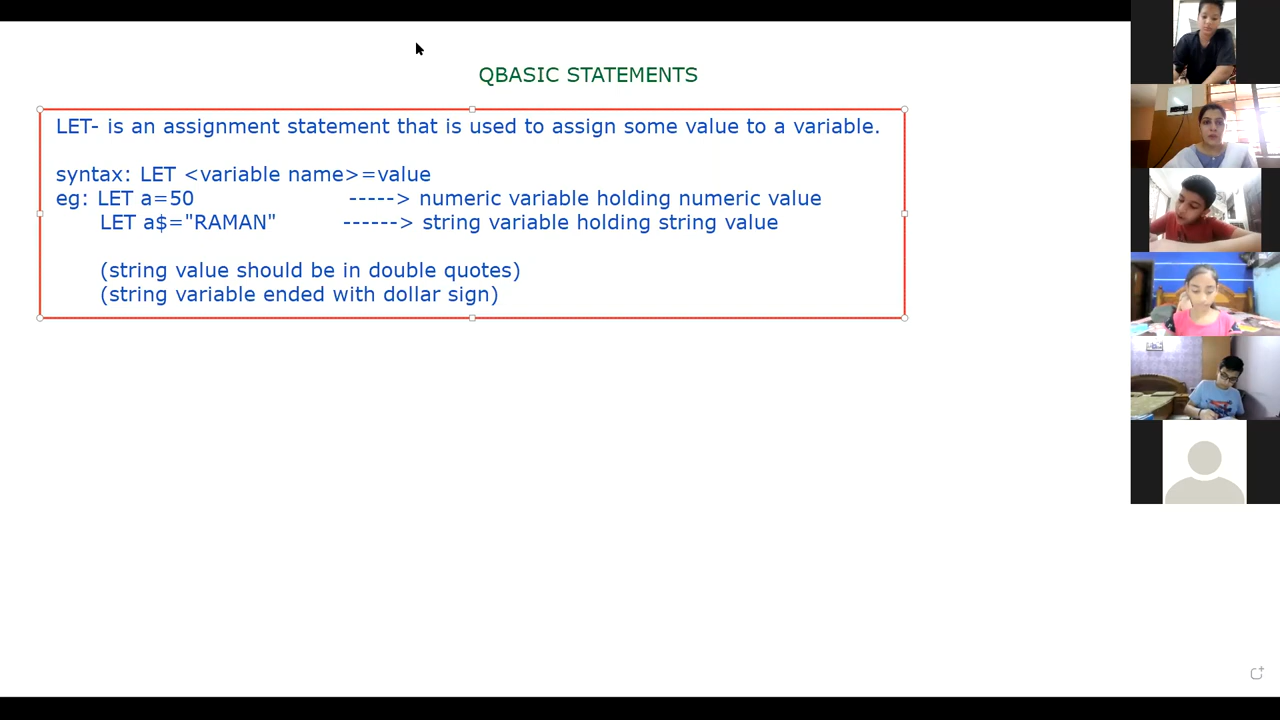 QBASIC STATEMENTS
LET- is an assignment statement that is used to assign some value to a variable.
syntax: LET <variable name>=value
eg: LET a=50 -----> numeric variable holding numeric value
LET a$="RAMAN" ------> string variable holding string value
(string value should be in double quotes)
(string variable ended with dollar sign)